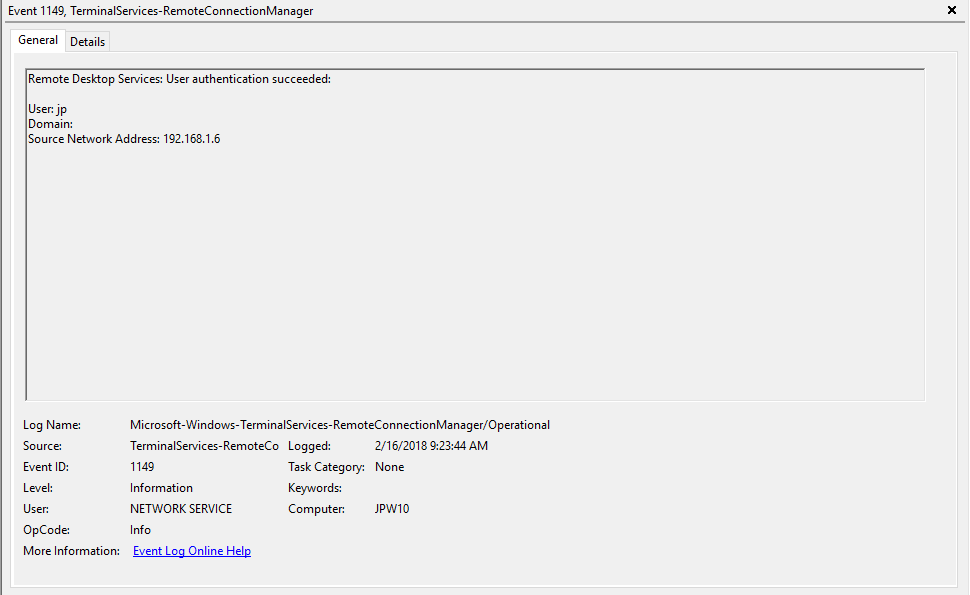 Event 1149, TerminalServices-RemoteConnectionManager
General Details
Remote Desktop Services: User authentication succeeded:
User: jp
Domain:
Source Network Address: 192.168.1.6
Log Name: Microsoft-Windows-TerminalServices-RemoteConnectionManager/Operational
Source: TerminalServices-RemoteCo Logged: 2/16/2018 9:23:44 AM
Event ID: 1149 Task Category: None
Level: Information Keywords:
User: NETWORK SERVICE Computer: JPW10
OpCode: Info
More Information: Event Log Online Help